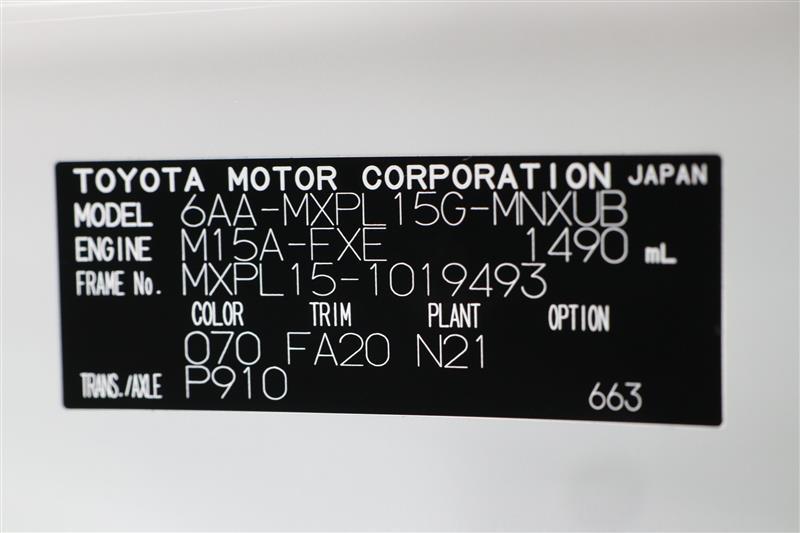 TOYOTA MOTOR CORPORATION JAPAN
MODEL 6AA-MXPL15G-MNXUB
ENGINE M15A-FXE 1490 mL
FRAME No. MXPL15-1019493
COLOR TRIM PLANT OPTION
070 FA20 N21
TRANS./AXLE P910 663